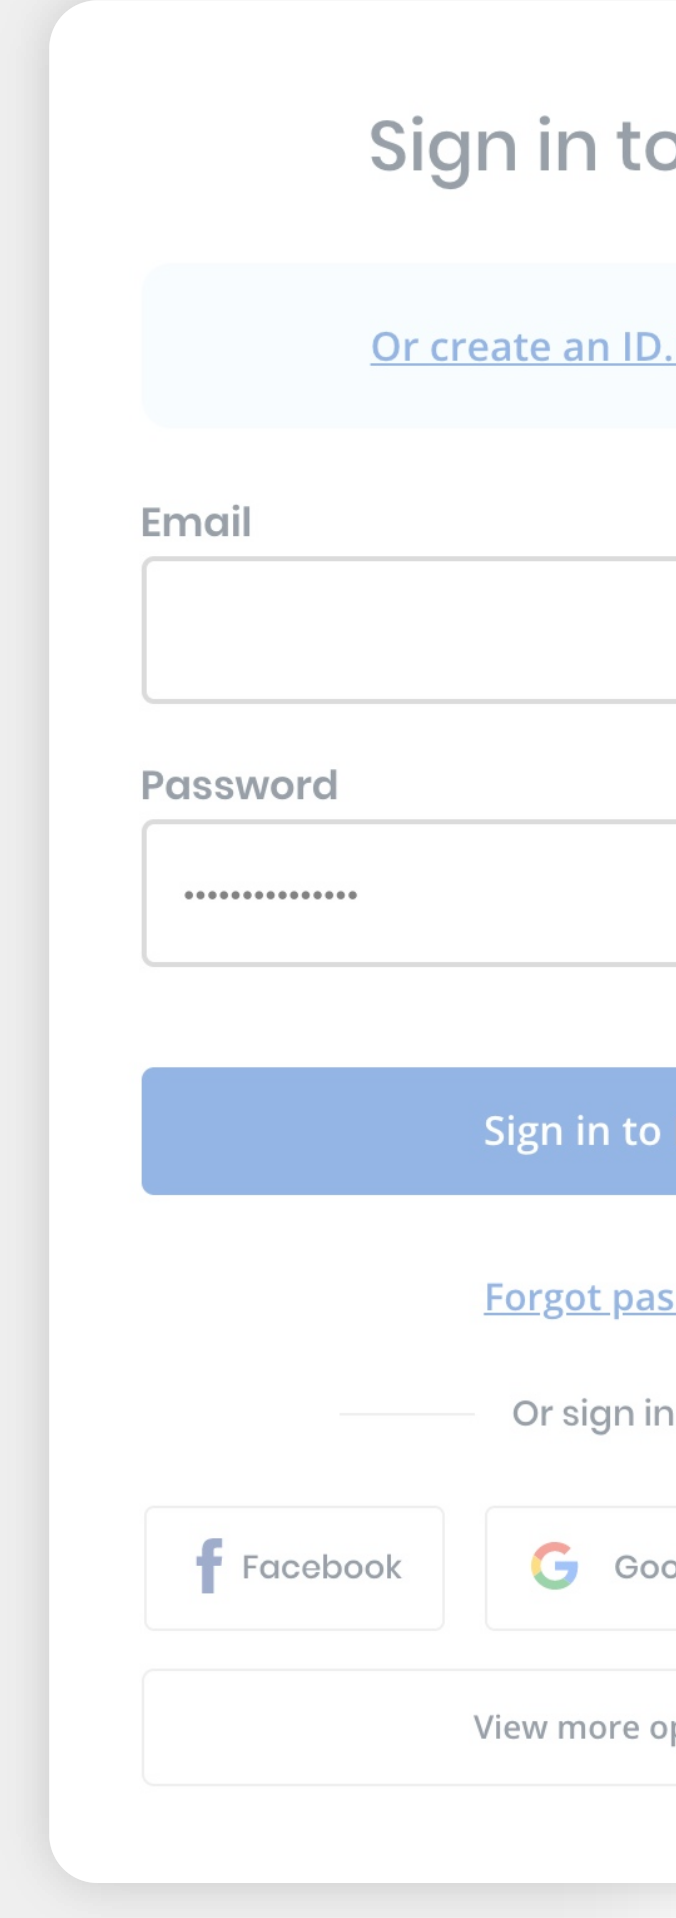 Sign in to
Or create an ID.
Email
Password
•••••••••••••••
Sign in to
Forgot pas
Or sign in
Facebook
Goo
View more op